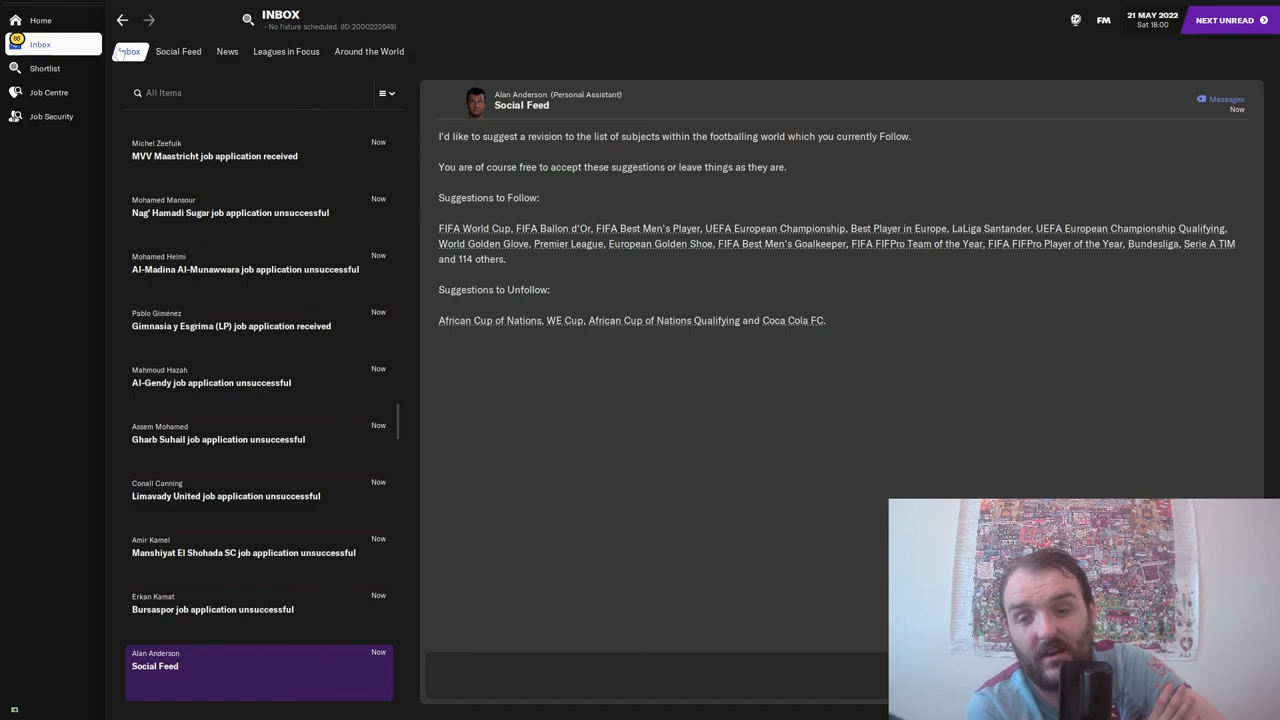 Home
86
Inbox
Shortlist
Job Centre
Job Security
INBOX
- No fixture scheduled. (ID:2000222649)
FM
21 MAY 2022
Sat 18:00
NEXT UNREAD
Inbox
Social Feed
News
Leagues in Focus
Around the World
All Items
Michel Zeefuik
Now
MVV Maastricht job application received
Mohamed Mansour
Now
Nag' Hamadi Sugar job application unsuccessful
Mohamed Helmi
Now
Al-Madina Al-Munawwara job application unsuccessful
Pablo Giménez
Now
Gimnasia y Esgrima (LP) job application received
Mahmoud Hazah
Now
Al-Gendy job application unsuccessful
Assem Mohamed
Now
Gharb Suhail job application unsuccessful
Conall Canning
Now
Limavady United job application unsuccessful
Amir Kamel
Now
Manshiyat El Shohada SC job application unsuccessful
Erkan Kamat
Now
Bursaspor job application unsuccessful
Alan Anderson
Now
Social Feed
Alan Anderson (Personal Assistant)
Social Feed
Messages
Now
I'd like to suggest a revision to the list of subjects within the footballing world which you currently Follow.
You are of course free to accept these suggestions or leave things as they are.
Suggestions to Follow:
FIFA World Cup, FIFA Ballon d'Or, FIFA Best Men's Player, UEFA European Championship, Best Player in Europe, LaLiga Santander, UEFA European Championship Qualifying,
World Golden Glove, Premier League, European Golden Shoe, FIFA Best Men's Goalkeeper, FIFA FIFPro Team of the Year, FIFA FIFPro Player of the Year, Bundesliga, Serie A TIM
and 114 others.
Suggestions to Unfollow:
African Cup of Nations, WE Cup, African Cup of Nations Qualifying and Coca Cola FC.